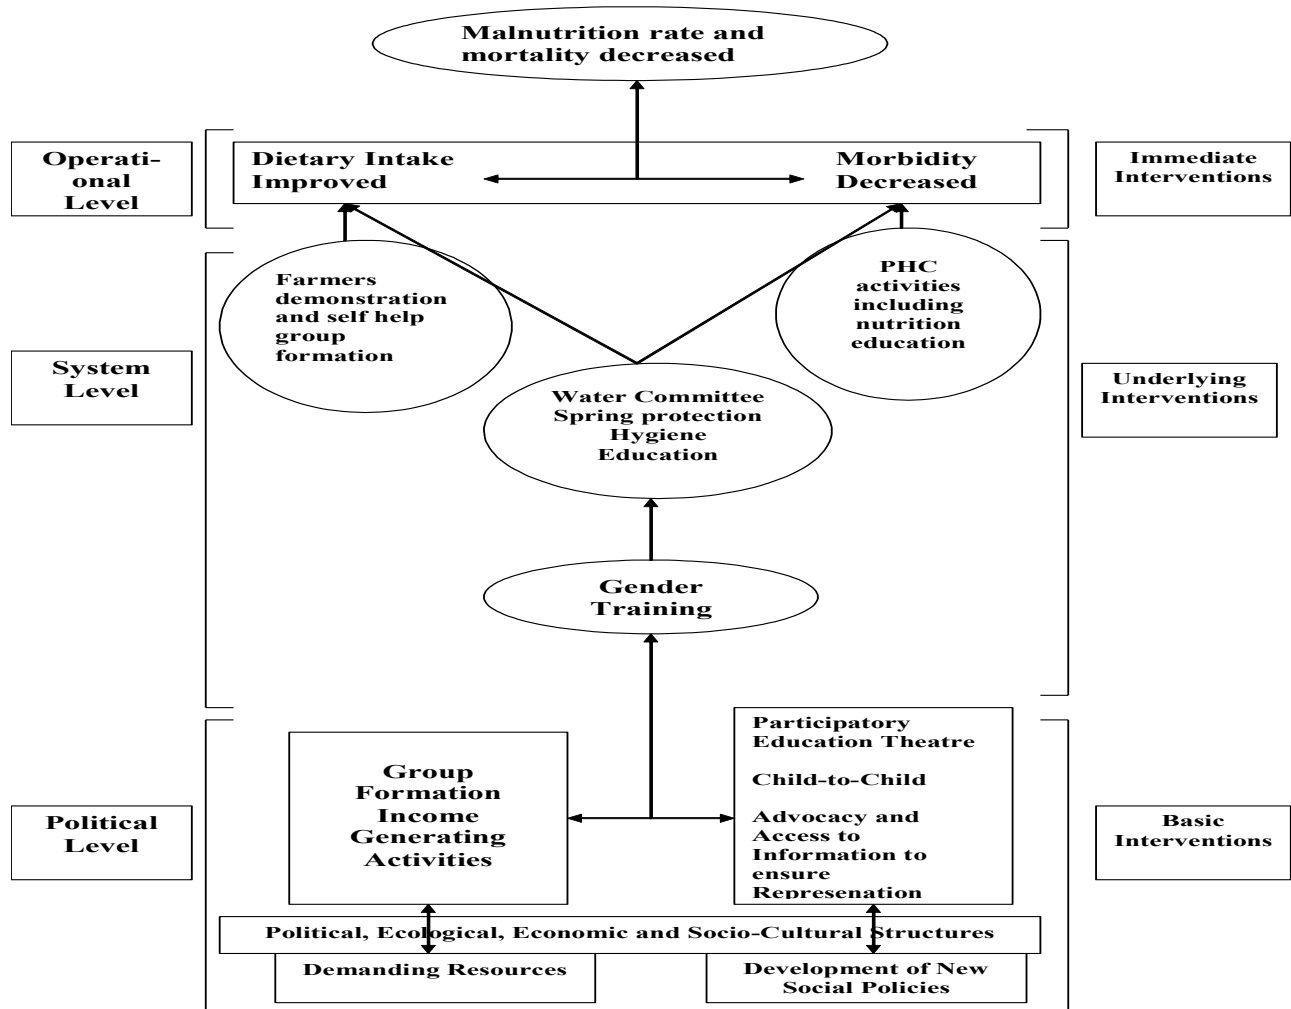 Malnutrition rate and
mortality decreased
Operati-
onal
Level
Dietary Intake
Improved
Morbidity
Decreased
Immediate
Interventions
Farmers
demonstration
and self help
group
formation
PHC
activities
including
nutrition
education
System
Level
Water Committee
Spring protection
Hygiene
Education
Underlying
Interventions
Gender
Training
Political
Level
Group
Formation
Income
Generating
Activities
Participatory
Education Theatre
Child-to-Child
Advocacy and
Access to
Information to
ensure
Represenation
Basic
Interventions
Political, Ecological, Economic and Socio-Cultural Structures
Demanding Resources
Development of New
Social Policies